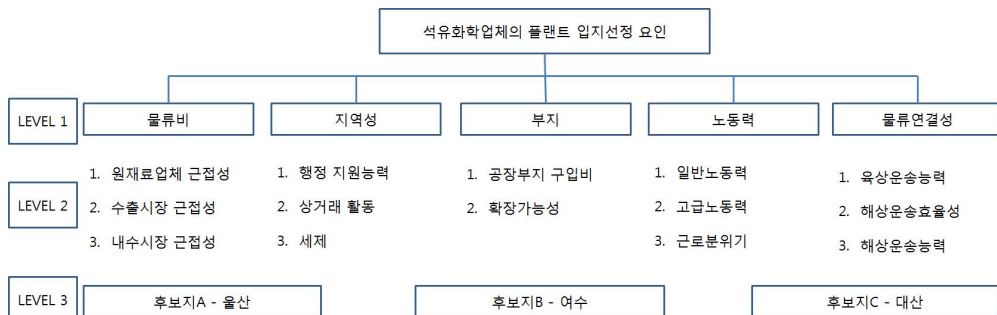 석유화학업체의 플랜트 입지선정 요인
LEVEL 1
물류비
지역성
부지
노동력
물류연결성
LEVEL 2
1. 원재료업체 근접성
2. 수출시장 근접성
3. 내수시장 근접성
1. 행정 지원능력
2. 상거래 활동
3. 세제
1. 공장부지 구입비
2. 확장가능성
1. 일반노동력
2. 고급노동력
3. 근로분위기
1. 육상운송능력
2. 해상운송효율성
3. 해상운송능력
LEVEL 3
후보지A - 울산
후보지B - 여수
후보지C - 대산